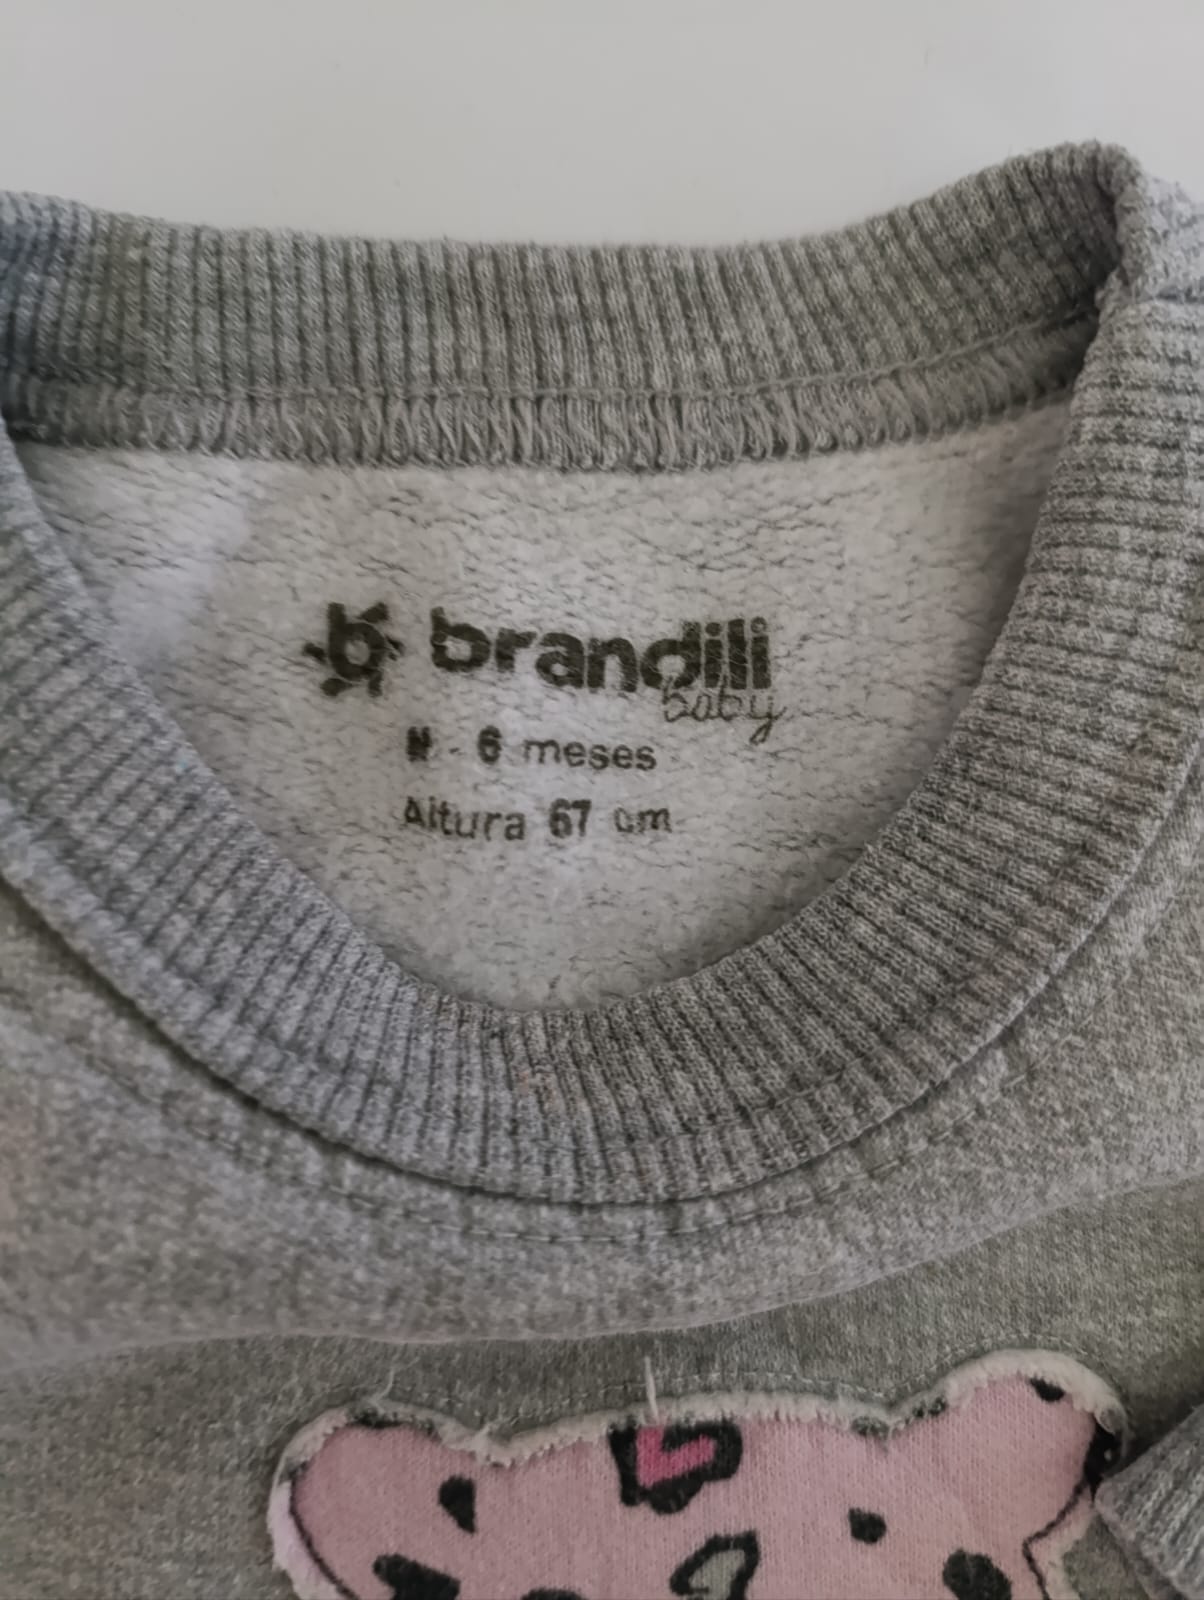 brandili
baby
M - 6 meses
Altura 67 cm